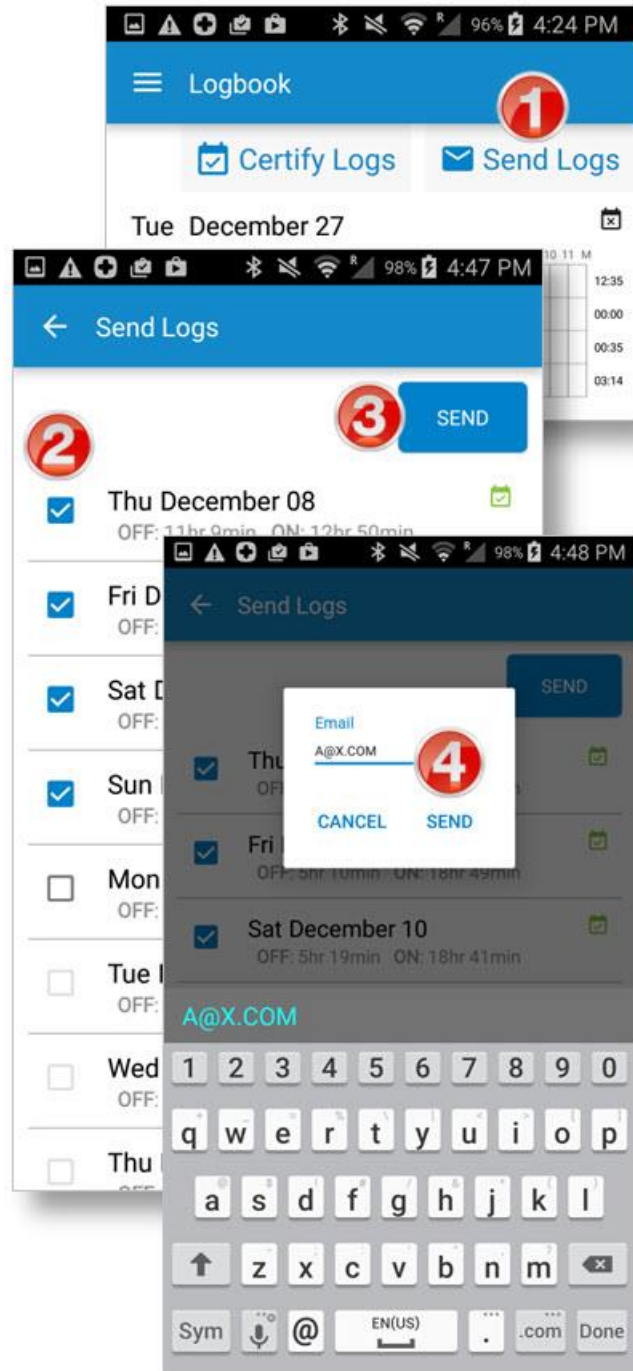 96% 4:24 PM
Logbook
1
Certify Logs Send Logs
Tue December 27
10 11 M
12:35
00:00
00:35
03:14
98% 4:47 PM
Send Logs
2
3
SEND
Thu December 08
OFF: 11hr 9min ON: 12hr 50min
Fri D
OFF:
Sat
OFF:
Sun
OFF:
Mon
OFF:
Tue
OFF:
Wed
OFF:
Thu
R 98% 4:48 PM
Send Logs
SEND
Email
A@X.COM
4
CANCEL SEND
Thu
OF
Fri
OFF: 5hr 10min ON: 18hr 49min
Sat December 10
OFF: 5hr 19min ON: 18hr 41min
A@X.COM
1 2 3 4 5 6 7 8 9 0
q w e r t y u i o p
a s d f g h j k l
z x c v b n m
Sym @ EN(US) . .com Done